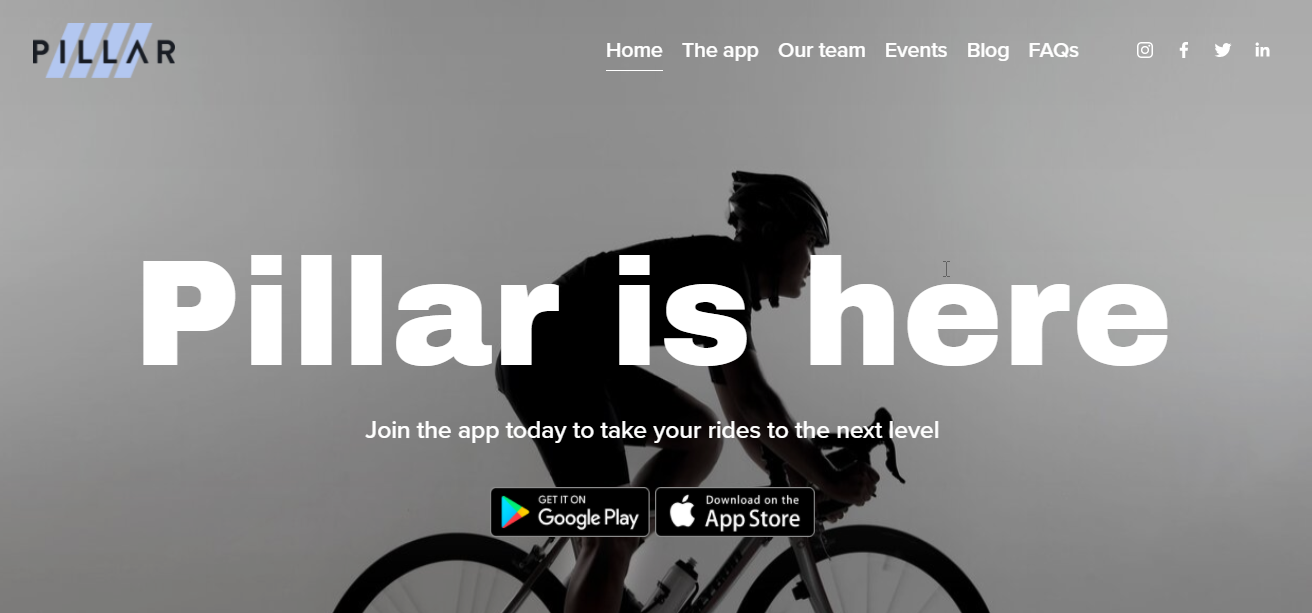 PILLAR
Home The app Our team Events Blog FAQs
Pillar is here
Join the app today to take your rides to the next level
GET IT ON
Google Play
Download on the
App Store